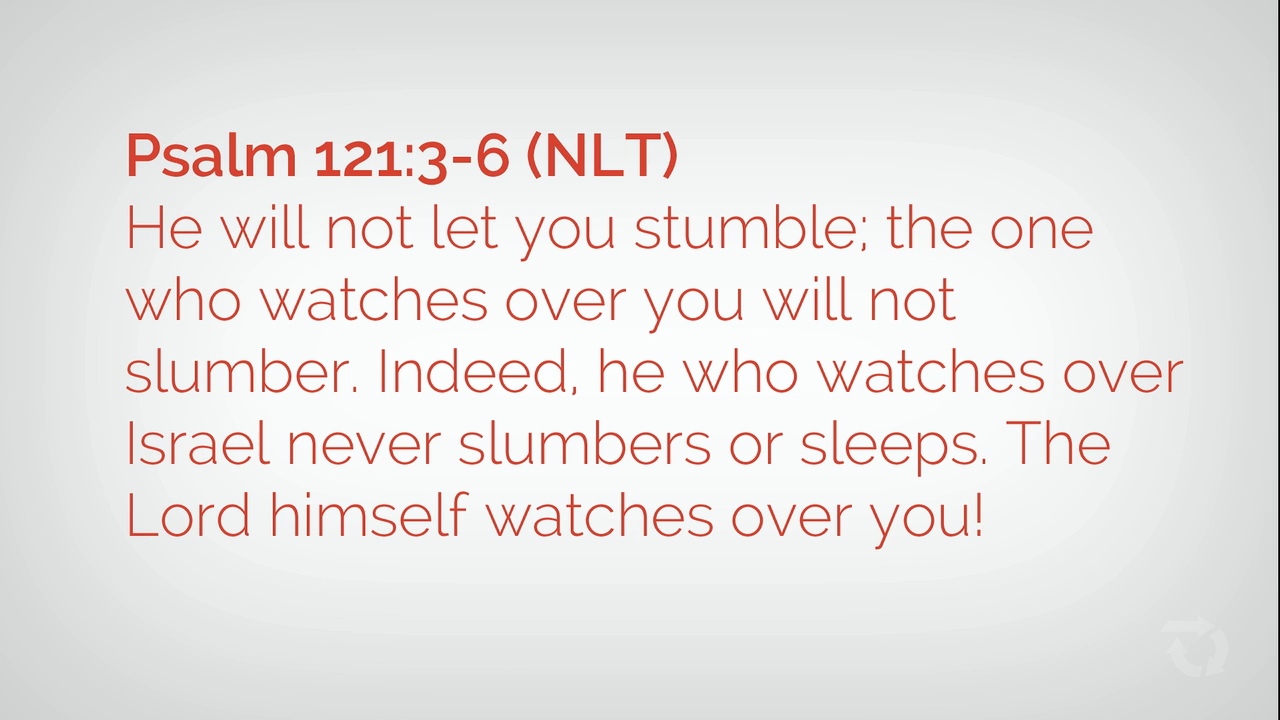 Psalm 121:3-6 (NLT)
He will not let you stumble; the one
who watches over you will not
slumber. Indeed, he who watches over
Israel never slumbers or sleeps. The
Lord himself watches over you!